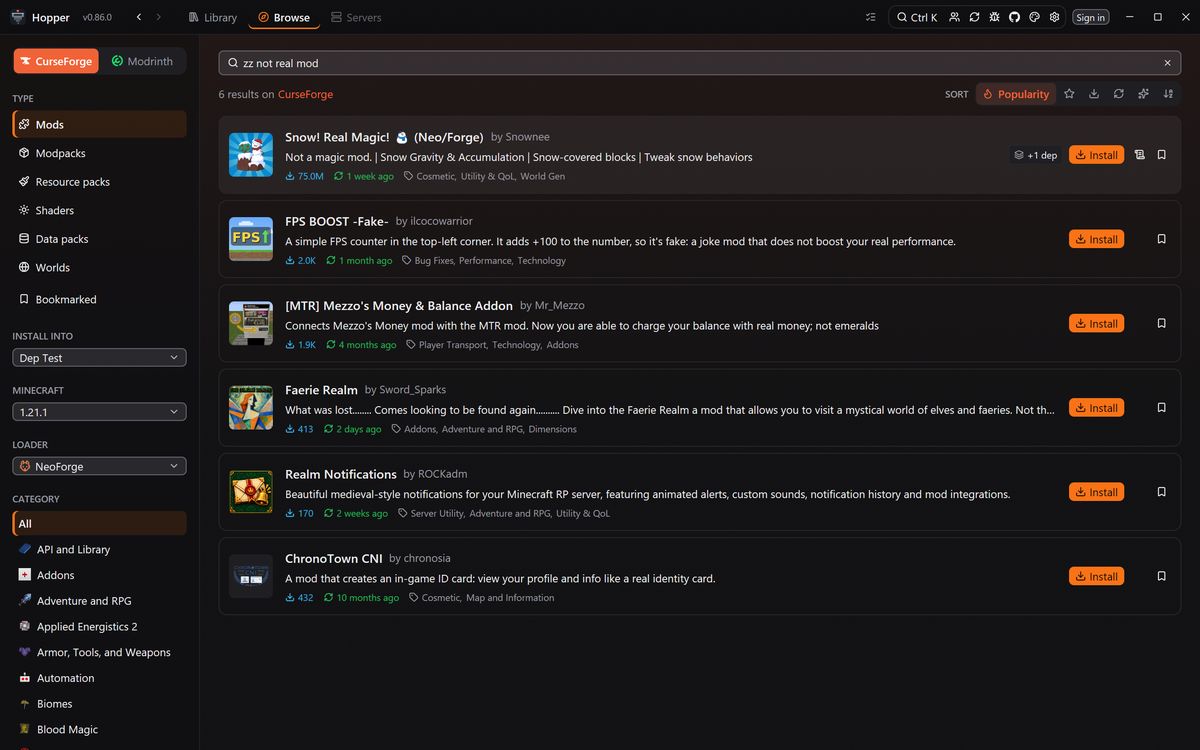 Hopper v0.86.0 Library Browse Servers Ctrl K Sign in
CurseForge Modrinth
zz not real mod
6 results on CurseForge
SORT Popularity
TYPE
Mods
Modpacks
Resource packs
Shaders
Data packs
Worlds
Bookmarked
INSTALL INTO
Dep Test
MINECRAFT
1.21.1
LOADER
NeoForge
CATEGORY
All
API and Library
Addons
Adventure and RPG
Applied Energistics 2
Armor, Tools, and Weapons
Automation
Biomes
Blood Magic
Snow! Real Magic! ⛄ (Neo/Forge) by Snownee
Not a magic mod. | Snow Gravity & Accumulation | Snow-covered blocks | Tweak snow behaviors
75.0M 1 week ago Cosmetic, Utility & QoL, World Gen
+1 dep Install
FPS
FPS BOOST -Fake- by ilcocowarrior
A simple FPS counter in the top-left corner. It adds +100 to the number, so it's fake: a joke mod that does not boost your real performance.
2.0K 1 month ago Bug Fixes, Performance, Technology
Install
[MTR] Mezzo's Money & Balance Addon by Mr_Mezzo
Connects Mezzo's Money mod with the MTR mod. Now you are able to charge your balance with real money; not emeralds
1.9K 4 months ago Player Transport, Technology, Addons
Install
Faerie Realm by Sword_Sparks
What was lost........ Comes looking to be found again.......... Dive into the Faerie Realm a mod that allows you to visit a mystical world of elves and faeries. Not th...
413 2 days ago Addons, Adventure and RPG, Dimensions
Install
Realm Notifications by ROCKadm
Beautiful medieval-style notifications for your Minecraft RP server, featuring animated alerts, custom sounds, notification history and mod integrations.
170 2 weeks ago Server Utility, Adventure and RPG, Utility & QoL
Install
CNI
ChronoTown CNI by chronosia
A mod that creates an in-game ID card: view your profile and info like a real identity card.
432 10 months ago Cosmetic, Map and Information
Install